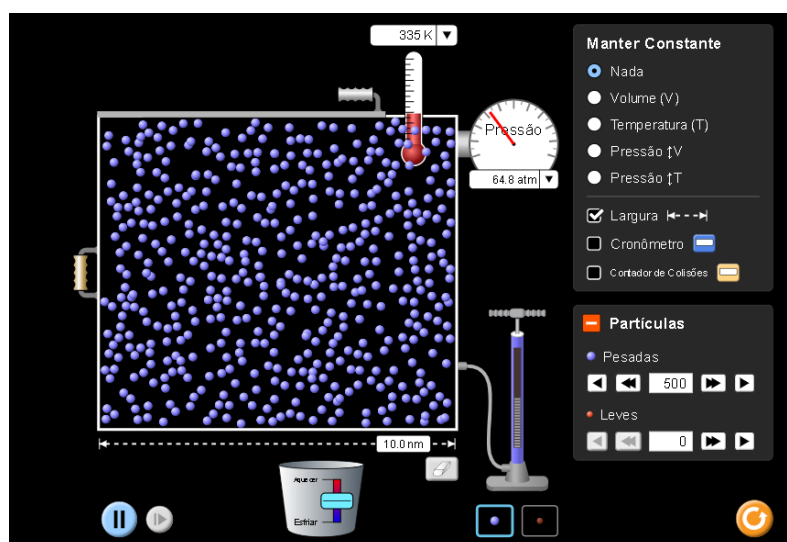 335 K
Pressão
64.8 atm
10.0 nm
Aquecer
Esfriar
Manter Constante
Nada
Volume (V)
Temperatura (T)
Pressão ↕V
Pressão ↕T
Largura
Cronômetro
Contador de Colisões
Partículas
Pesadas
500
Leves
0